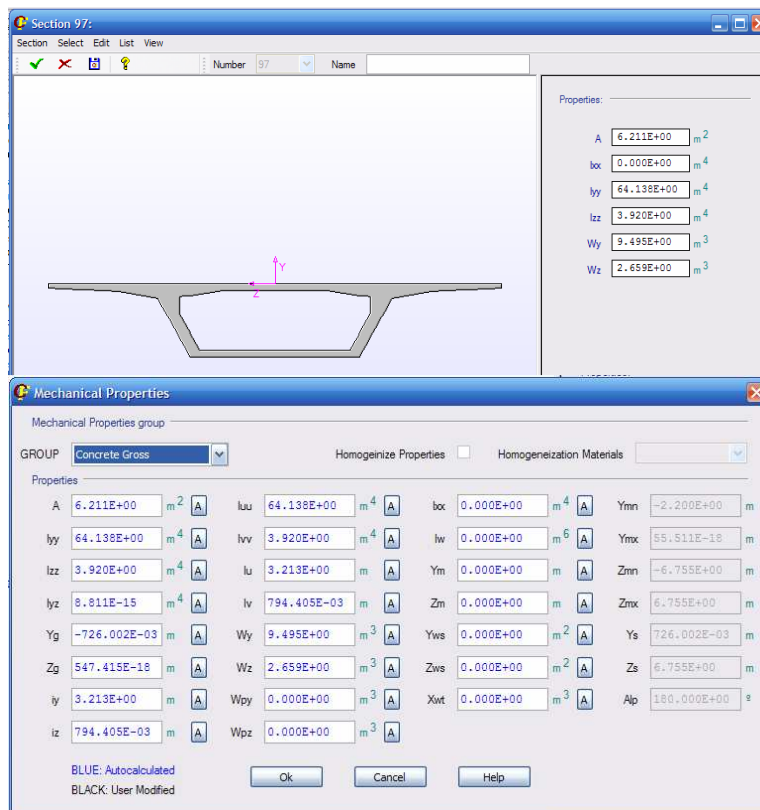 Section 97:
Section Select Edit List View
Number 97 Name
Properties:
A 6.211E+00 m2
Ixx 0.000E+00 m4
Iyy 64.138E+00 m4
Izz 3.920E+00 m4
Wy 9.495E+00 m3
Wz 2.659E+00 m3
Y
Z
Mechanical Properties
Mechanical Properties group
GROUP Concrete Gross Homogeinize Properties Homogeneization Materials
Properties
A 6.211E+00 m2 A Iuu 64.138E+00 m4 A Ixx 0.000E+00 m4 A Ymn -2.200E+00 m
Iyy 64.138E+00 m4 A Ivv 3.920E+00 m4 A Iw 0.000E+00 m6 A Ymx 55.511E-18 m
Izz 3.920E+00 m4 A Iu 3.213E+00 m A Ym 0.000E+00 m A Zmn -6.755E+00 m
Iyz 8.811E-15 m4 A Iv 794.405E-03 m A Zm 0.000E+00 m A Zmx 6.755E+00 m
Yg -726.002E-03 m A Wy 9.495E+00 m3 A Yws 0.000E+00 m2 A Ys 726.002E-03 m
Zg 547.415E-18 m A Wz 2.659E+00 m3 A Zws 0.000E+00 m2 A Zs 6.755E+00 m
iy 3.213E+00 m A Wpy 0.000E+00 m3 A Xwt 0.000E+00 m3 A Alp 180.000E+00 º
iz 794.405E-03 m A Wpz 0.000E+00 m3 A
BLUE: Autocalculated
BLACK: User Modified
Ok Cancel Help